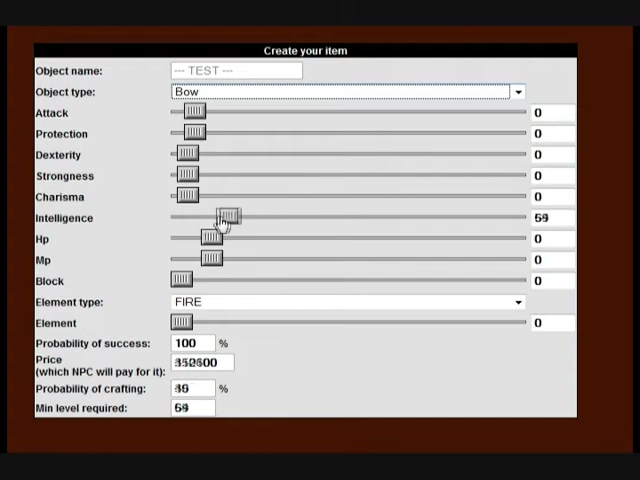 Create your item
Object name: --- TEST ---
Object type: Bow
Attack 0
Protection 0
Dexterity 0
Strongness 0
Charisma 0
Intelligence
Hp 0
Mp 0
Block 0
Element type: FIRE
Element 0
Probability of success: 100 %
Price
(which NPC will pay for it):
Probability of crafting: %
Min level required: